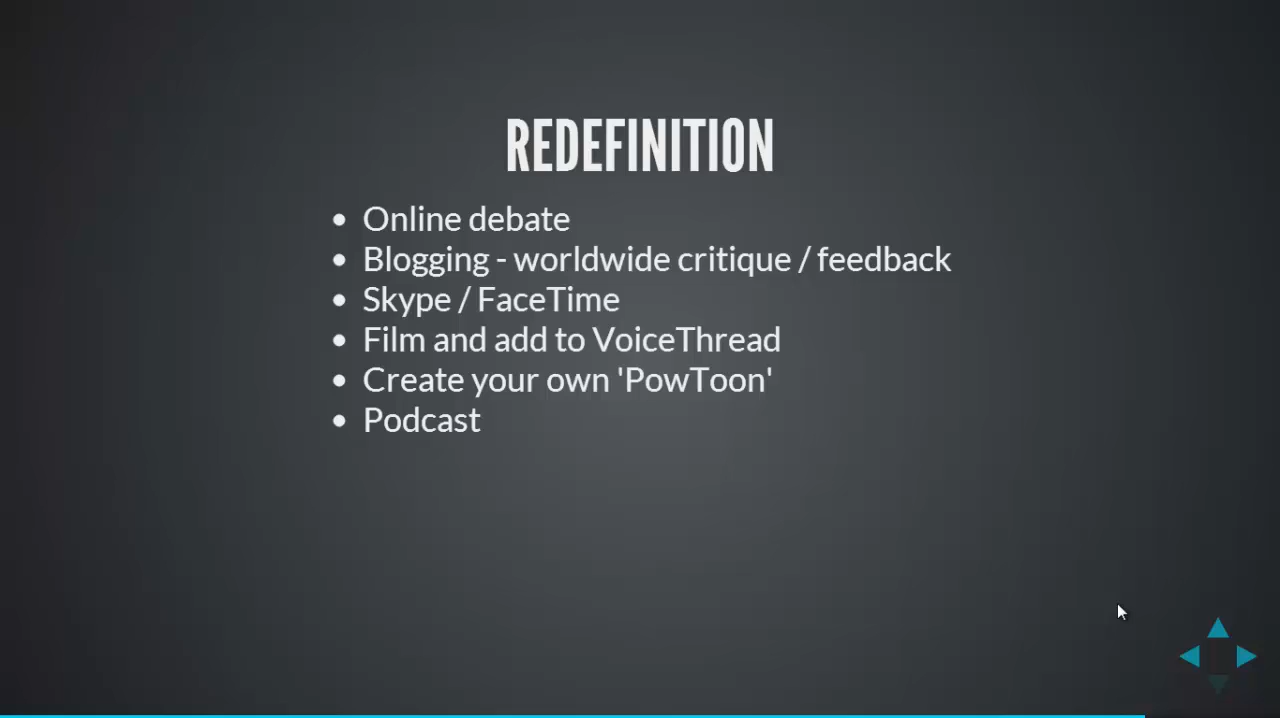 REDEFINITION
Online debate
Blogging - worldwide critique / feedback
Skype / FaceTime
Film and add to VoiceThread
Create your own 'PowToon'
Podcast